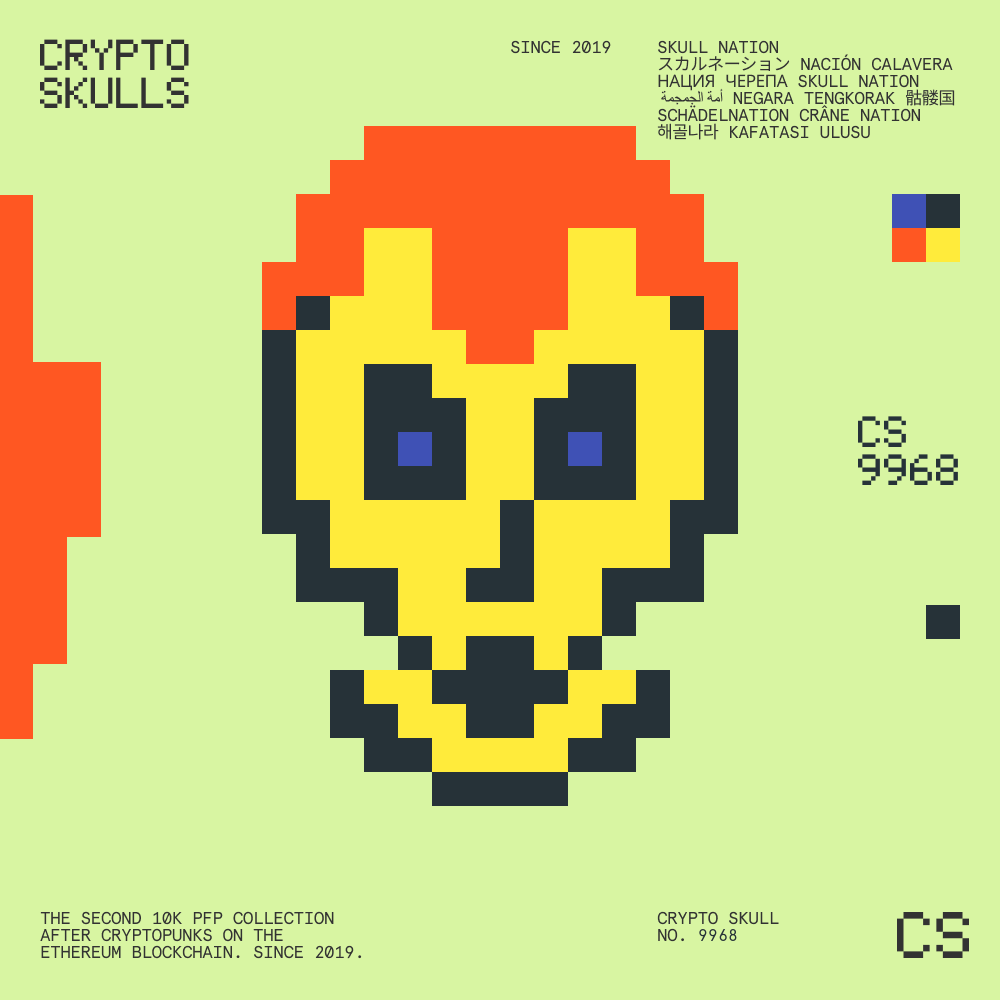 CRYPTO
SKULLS
SINCE 2019
SKULL NATION
スカルネーション NACIÓN CALAVERA
НАЦИЯ ЧЕРЕПА SKULL NATION
أمة الجمجمة NEGARA TENGKORAK 骷髅国
SCHÄDELNATION CRÂNE NATION
해골나라 KAFATASI ULUSU
CS
9968
THE SECOND 10K PFP COLLECTION
AFTER CRYPTOPUNKS ON THE
ETHEREUM BLOCKCHAIN. SINCE 2019.
CRYPTO SKULL
NO. 9968
CS